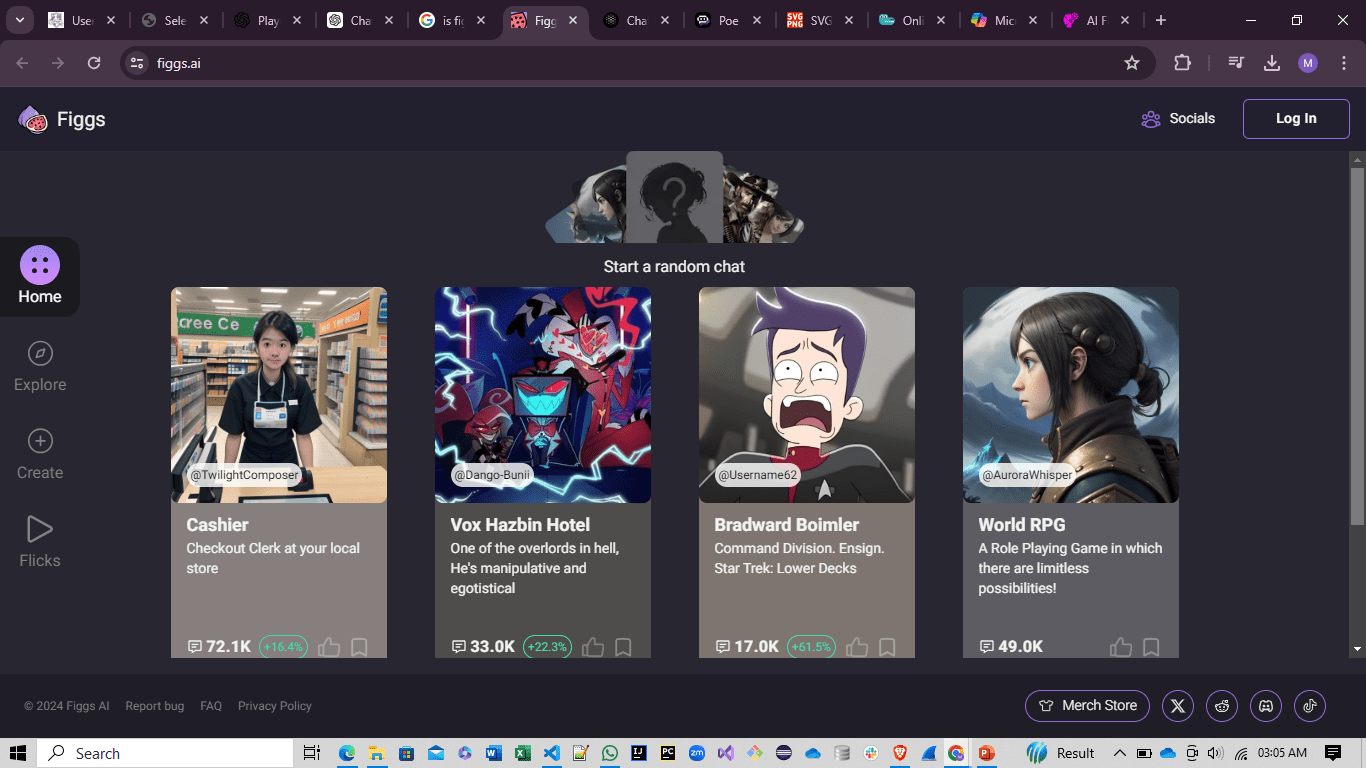 User
Sele
Play
Cha
is fig
Figg
Cha
Poe
SVG
Onli
Micr
AI F
figgs.ai
M
Figgs
Socials
Log In
Start a random chat
Home
Explore
Create
Flicks
@TwilightComposer
Cashier
Checkout Clerk at your local
store
72.1K
+16.4%
@Dango-Bunii
Vox Hazbin Hotel
One of the overlords in hell,
He's manipulative and
egotistical
33.0K
+22.3%
@Username62
Bradward Boimler
Command Division. Ensign.
Star Trek: Lower Decks
17.0K
+61.5%
@AuroraWhisper
World RPG
A Role Playing Game in which
there are limitless
possibilities!
49.0K
© 2024 Figgs AI
Report bug
FAQ
Privacy Policy
Merch Store
Search
Result
03:05 AM